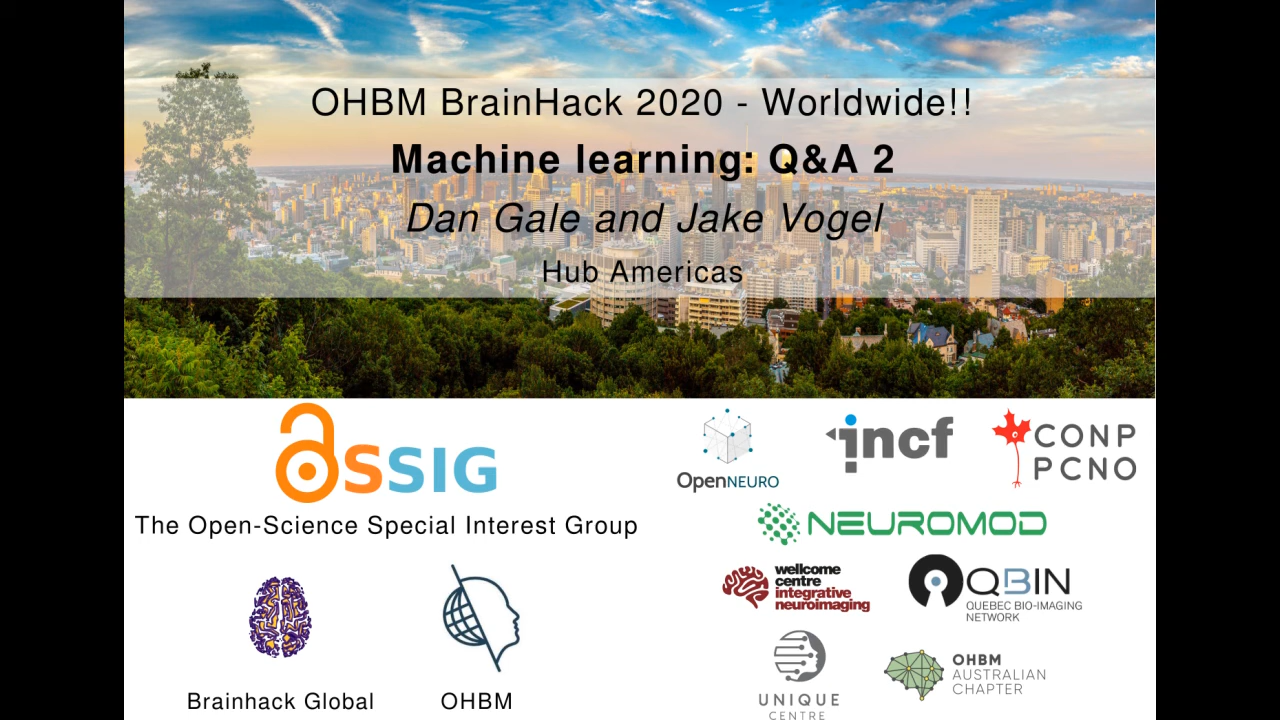 OHBM BrainHack 2020 - Worldwide!!
Machine learning: Q&A 2
Dan Gale and Jake Vogel
Hub Americas
SSIG
The Open-Science Special Interest Group
Brainhack Global
OHBM
OpenNEURO
incf
CONP
PCNO
NEUROMOD
wellcome
centre
integrative
neuroimaging
QBIN
QUEBEC BIO-IMAGING
NETWORK
UNIQUE
CENTRE
OHBM
AUSTRALIAN
CHAPTER